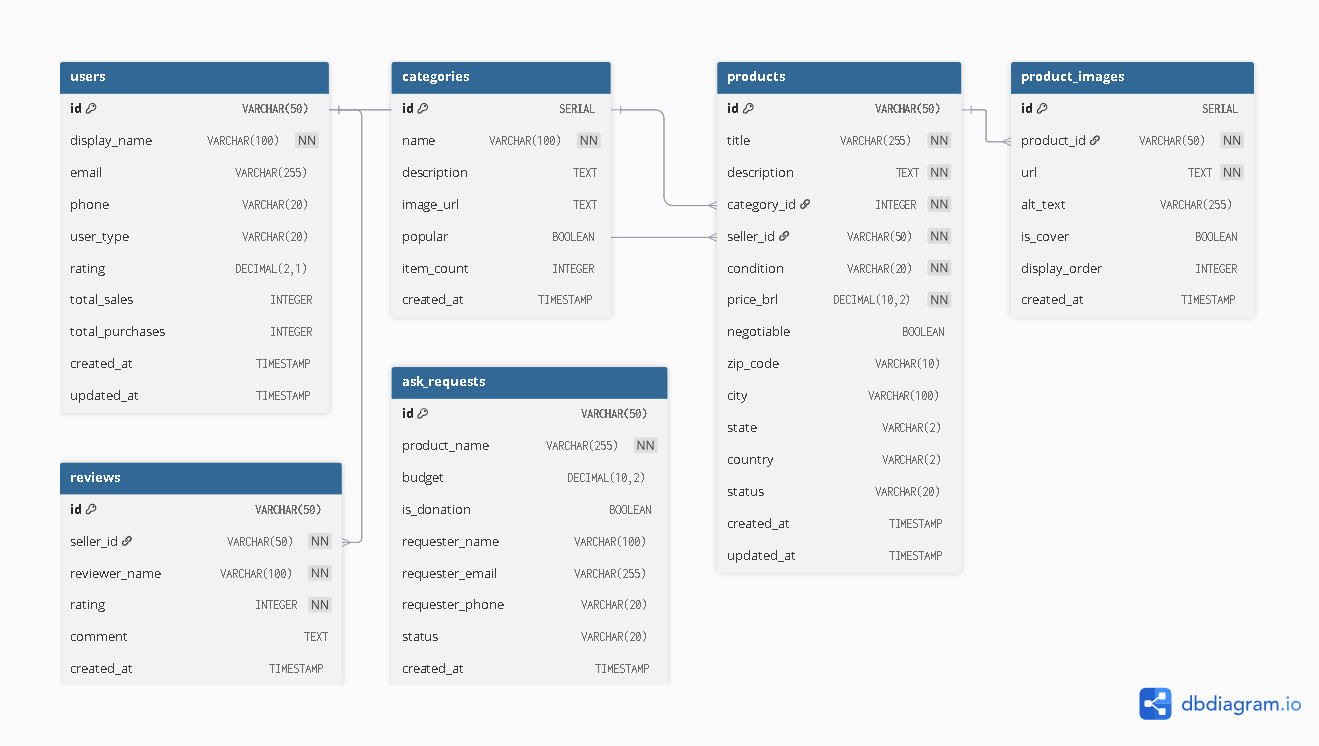 users
id VARCHAR(50)
display_name VARCHAR(100) NN
email VARCHAR(255)
phone VARCHAR(20)
user_type VARCHAR(20)
rating DECIMAL(2,1)
total_sales INTEGER
total_purchases INTEGER
created_at TIMESTAMP
updated_at TIMESTAMP
categories
id SERIAL
name VARCHAR(100) NN
description TEXT
image_url TEXT
popular BOOLEAN
item_count INTEGER
created_at TIMESTAMP
products
id VARCHAR(50)
title VARCHAR(255) NN
description TEXT NN
category_id INTEGER NN
seller_id VARCHAR(50) NN
condition VARCHAR(20) NN
price_brl DECIMAL(10,2) NN
negotiable BOOLEAN
zip_code VARCHAR(10)
city VARCHAR(100)
state VARCHAR(2)
country VARCHAR(2)
status VARCHAR(20)
created_at TIMESTAMP
updated_at TIMESTAMP
product_images
id SERIAL
product_id VARCHAR(50) NN
url TEXT NN
alt_text VARCHAR(255)
is_cover BOOLEAN
display_order INTEGER
created_at TIMESTAMP
reviews
id VARCHAR(50)
seller_id VARCHAR(50) NN
reviewer_name VARCHAR(100) NN
rating INTEGER NN
comment TEXT
created_at TIMESTAMP
ask_requests
id VARCHAR(50)
product_name VARCHAR(255) NN
budget DECIMAL(10,2)
is_donation BOOLEAN
requester_name VARCHAR(100)
requester_email VARCHAR(255)
requester_phone VARCHAR(20)
status VARCHAR(20)
created_at TIMESTAMP
dbdiagram.io